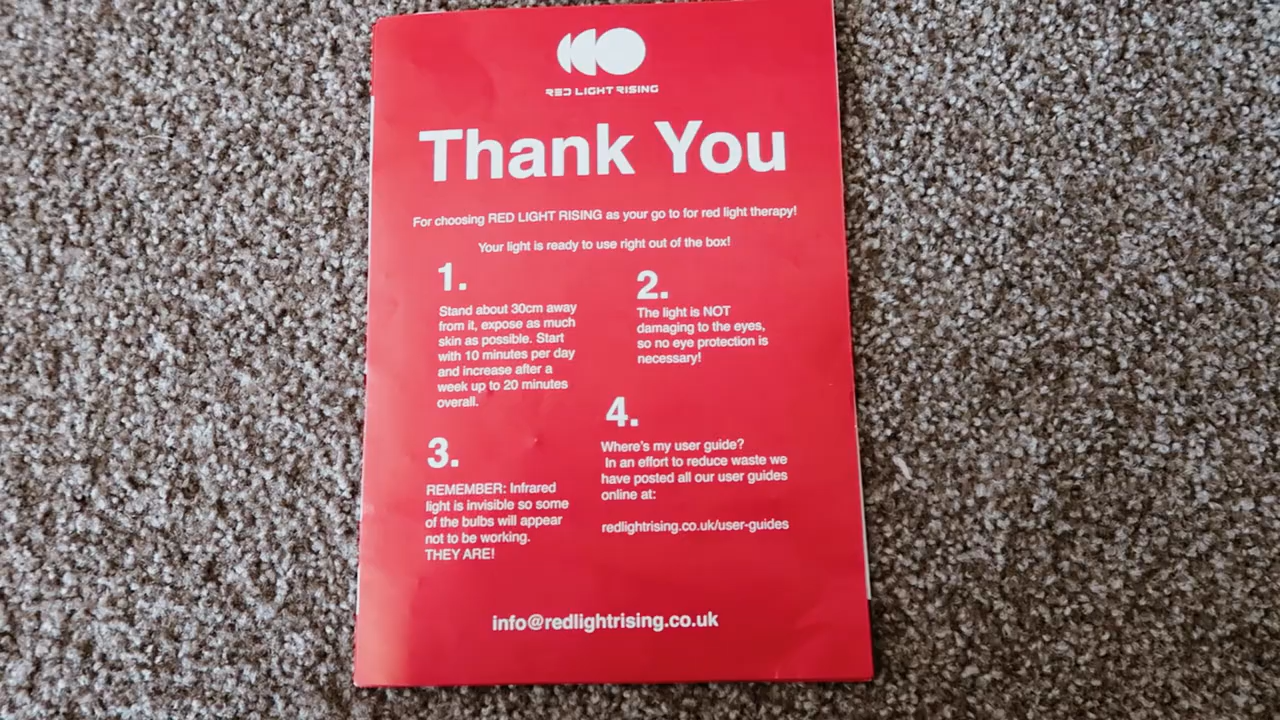 RED LIGHT RISING
Thank You
For choosing RED LIGHT RISING as your go to for red light therapy!
Your light is ready to use right out of the box!
1.
Stand about 30cm away
from it, expose as much
skin as possible. Start
with 10 minutes per day
and increase after a
week up to 20 minutes
overall.
2.
The light is NOT
damaging to the eyes,
so no eye protection is
necessary!
3.
REMEMBER: Infrared
light is invisible so some
of the bulbs will appear
not to be working.
THEY ARE!
4.
Where's my user guide?
In an effort to reduce waste we
have posted all our user guides
online at:
redlightrising.co.uk/user-guides
info@redlightrising.co.uk